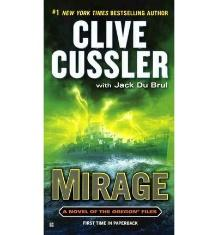 #1 NEW YORK TIMES BESTSELLING AUTHOR
CLIVE
CUSSLER
with Jack Du Brul
MIRAGE
A NOVEL OF THE OREGON FILES
FIRST TIME IN PAPERBACK